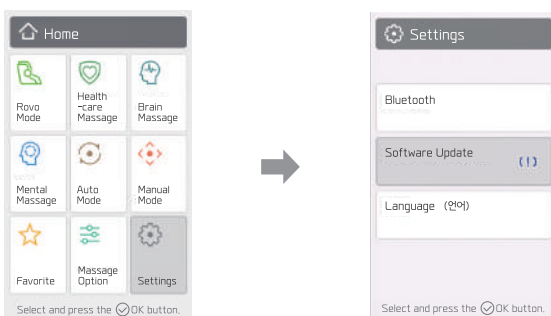 Home
Rovo
Mode
Health
-care
Massage
Brain
Massage
Mental
Massage
Auto
Mode
Manual
Mode
Favorite
Massage
Option
Settings
Select and press the OK button.
Settings
Bluetooth
Software Update
(!)
Language (언어)
Select and press the OK button.